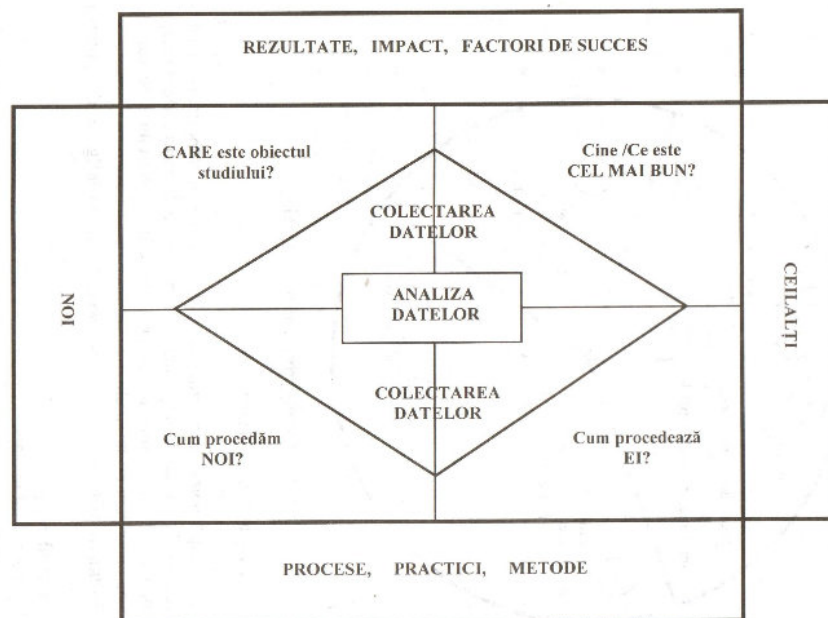 REZULTATE, IMPACT, FACTORI DE SUCCES
CARE este obiectul
studiului?
Cine /Ce este
CEL MAI BUN?
COLECTAREA
DATELOR
NOI
ANALIZA
DATELOR
CEILALȚI
COLECTAREA
DATELOR
Cum procedăm
NOI?
Cum procedează
EI?
PROCESE, PRACTICI, METODE